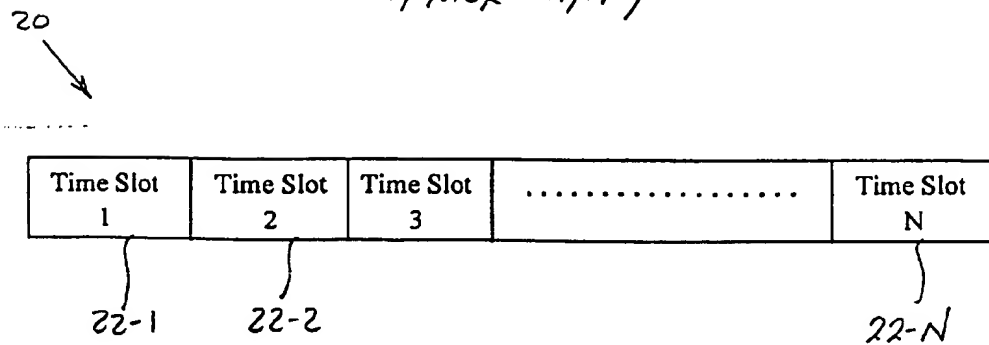 20
Time Slot 1 Time Slot 2 Time Slot 3 .................. Time Slot N
22-1 22-2 22-N